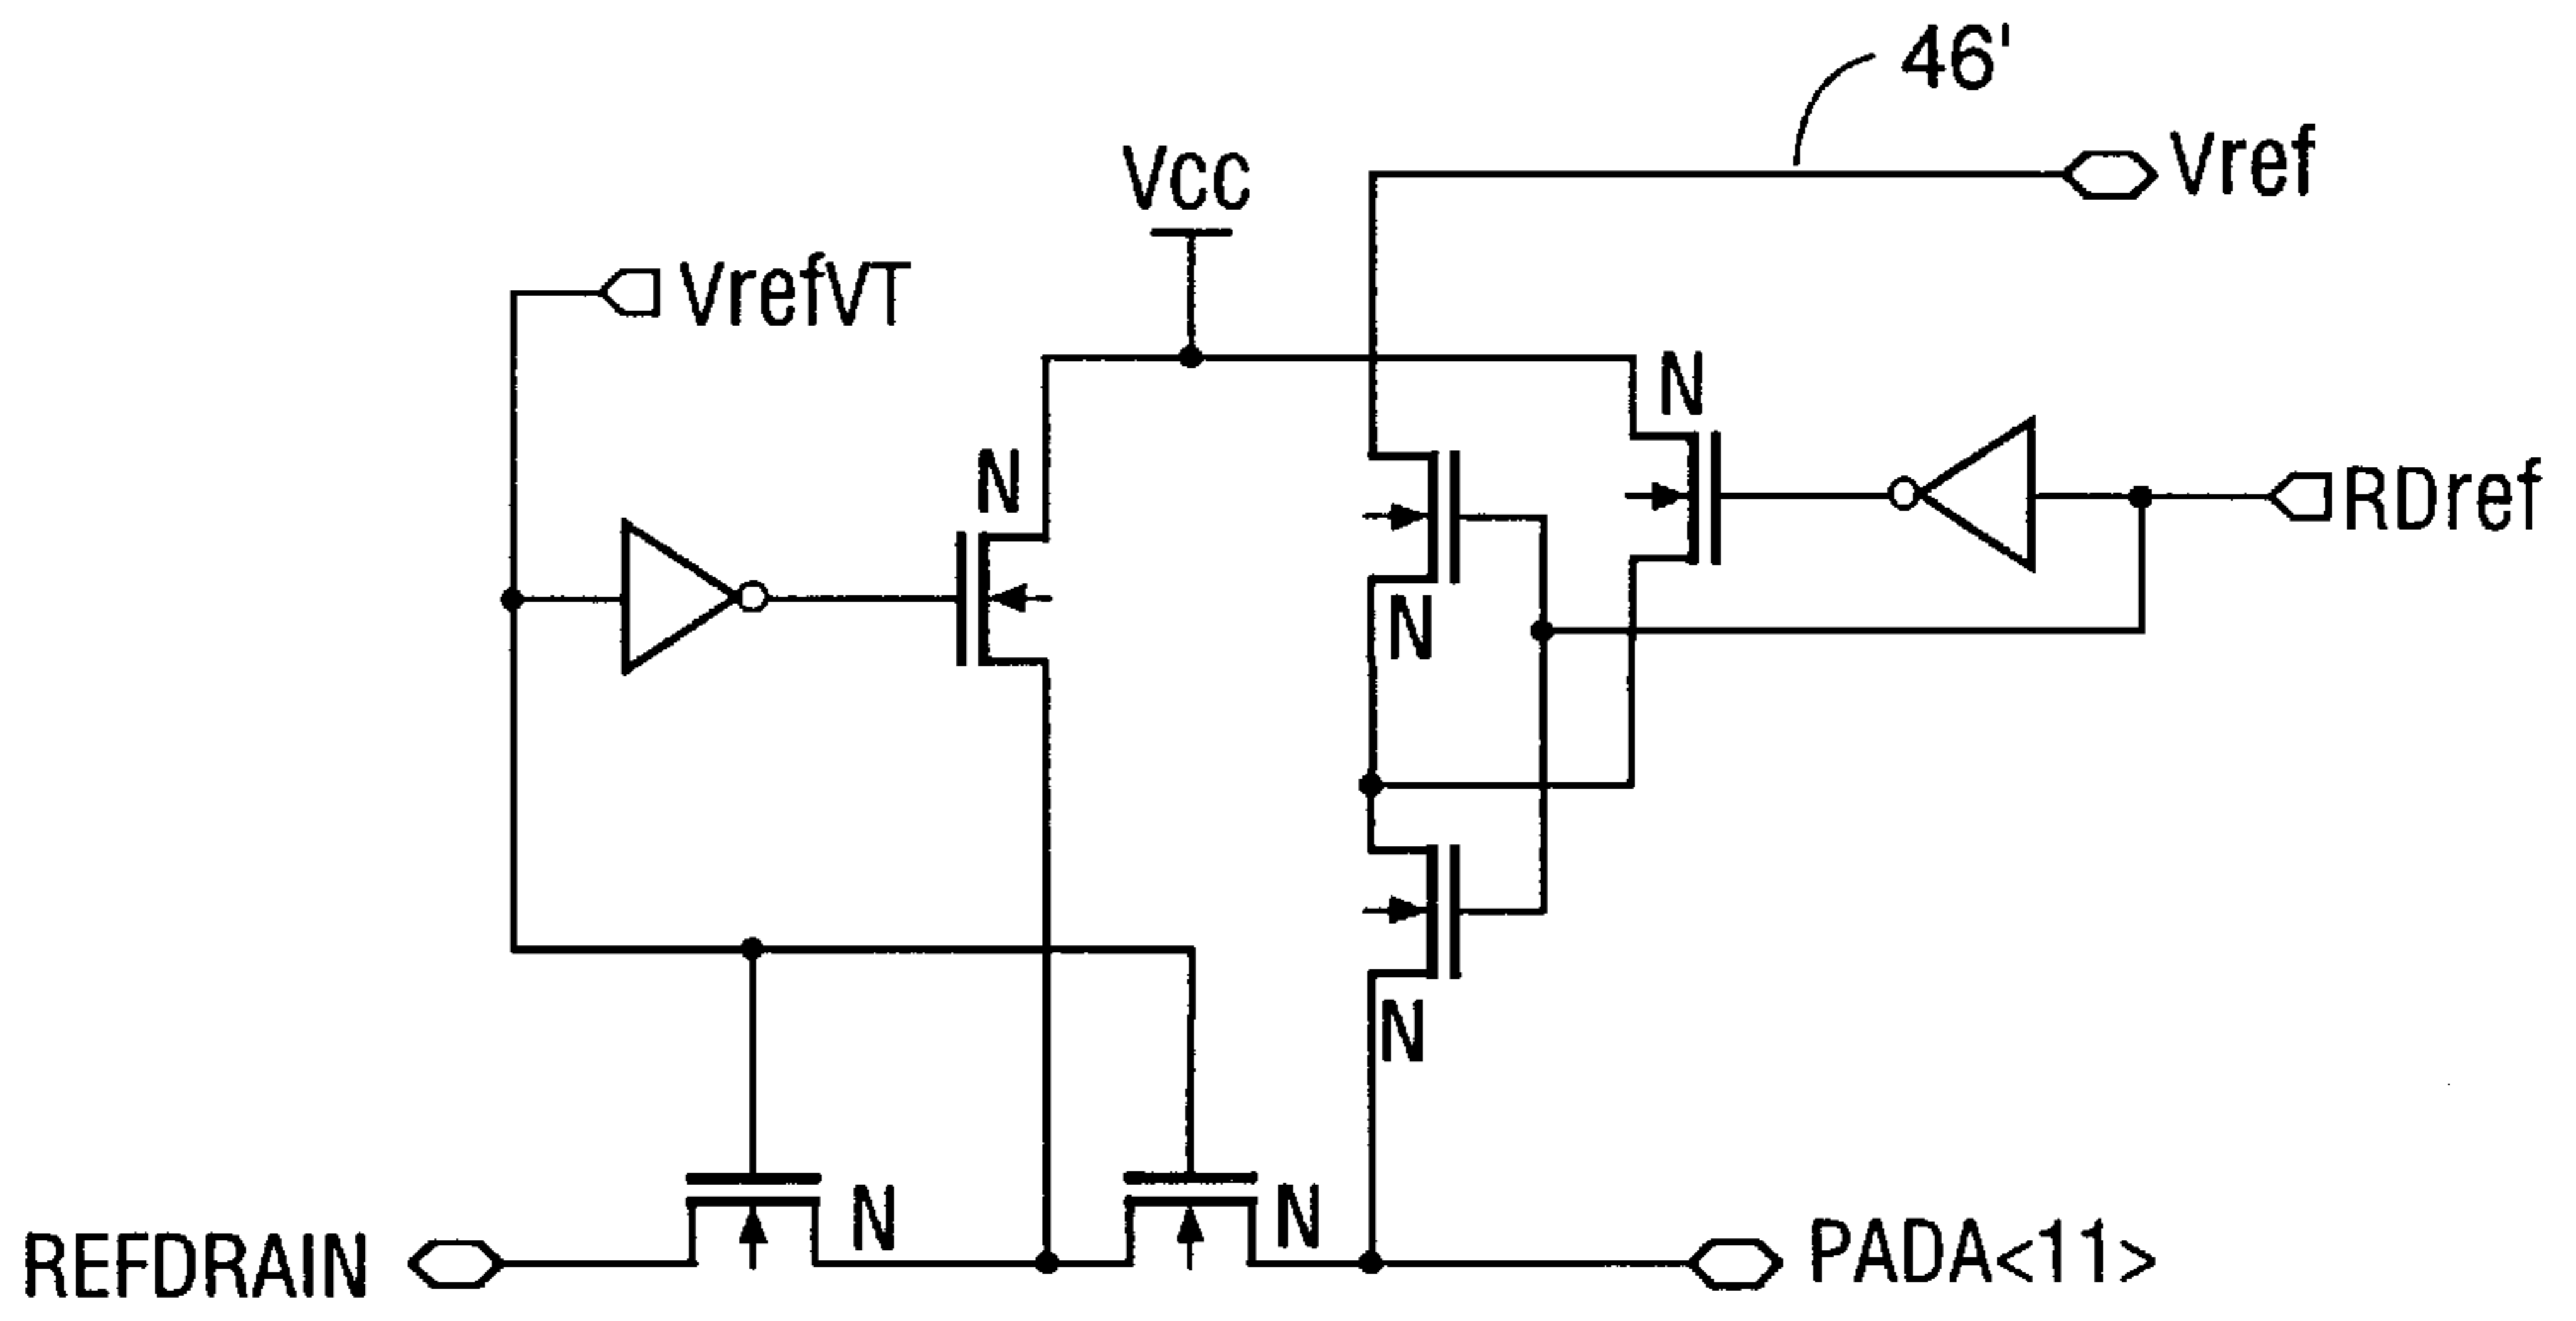 46'
Vref
Vcc
VrefVT
N
N
RDref
N
N
N
N
REFDRAIN
PADA<11>